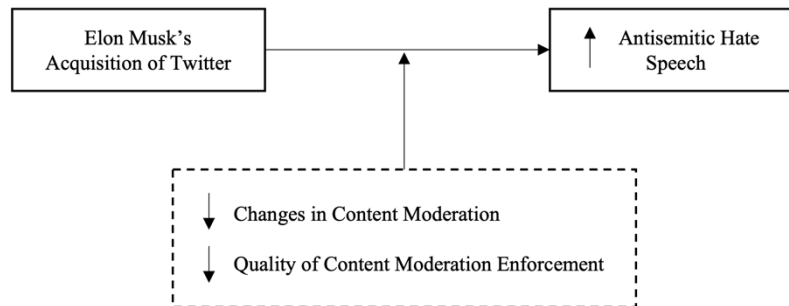 Elon Musk's
Acquisition of Twitter
Antisemitic Hate
Speech
Changes in Content Moderation
Quality of Content Moderation Enforcement